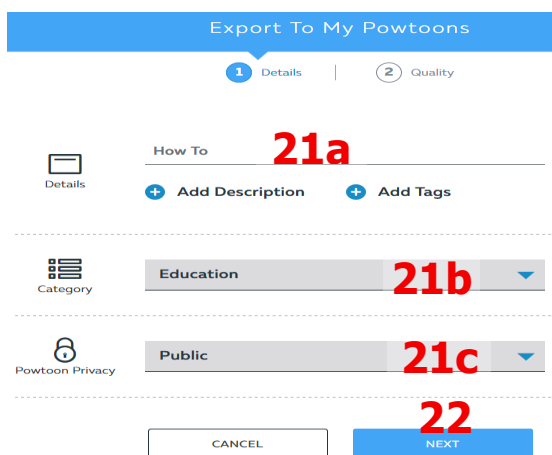 Export To My Powtoons
1 Details | 2 Quality
How To 21a
Details
+ Add Description + Add Tags
Education 21b
Category
Public 21c
Powtoon Privacy
22
CANCEL NEXT